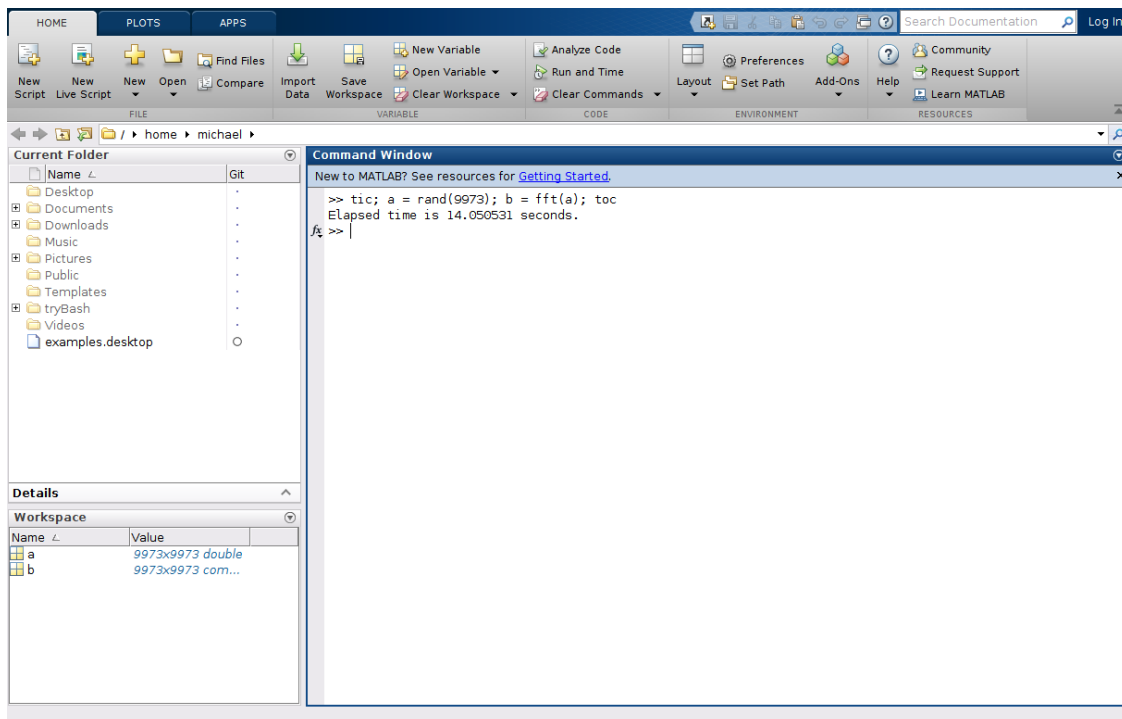 HOME PLOTS APPS
Search Documentation
Log In
New Script
New Live Script
New
Open
Find Files
Compare
Import Data
Save Workspace
New Variable
Open Variable
Clear Workspace
Analyze Code
Run and Time
Clear Commands
Layout
Preferences
Set Path
Add-Ons
Help
Community
Request Support
Learn MATLAB
FILE VARIABLE CODE ENVIRONMENT RESOURCES
/ home michael
Current Folder
Name Git
Desktop
Documents
Downloads
Music
Pictures
Public
Templates
tryBash
Videos
examples.desktop
Details
Workspace
Name Value
a 9973x9973 double
b 9973x9973 com...
Command Window
New to MATLAB? See resources for Getting Started.
>> tic; a = rand(9973); b = fft(a); toc
Elapsed time is 14.050531 seconds.
fx >>